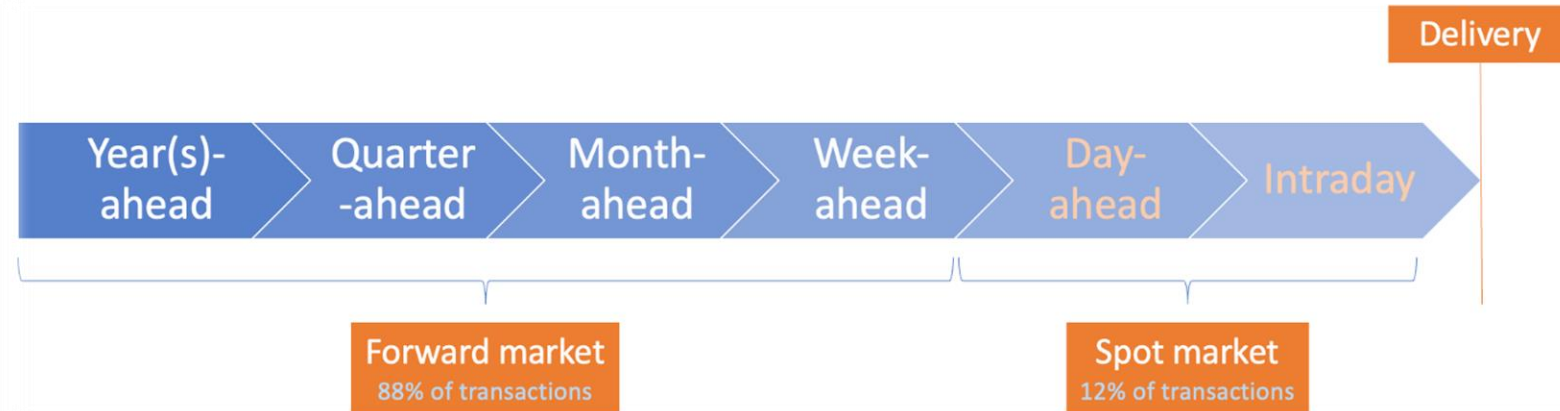 Delivery
Year(s)-
ahead
Quarter
-ahead
Month-
ahead
Week-
ahead
Day-
ahead
Intraday
Forward market
88% of transactions
Spot market
12% of transactions